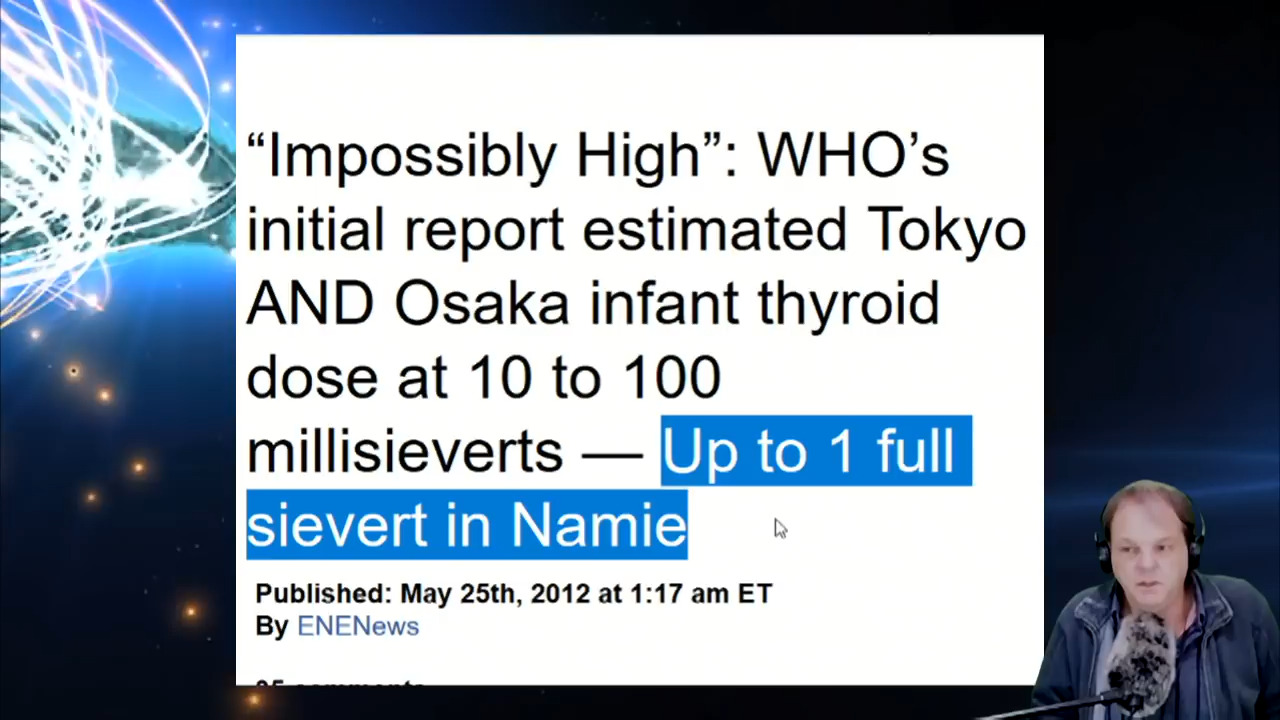 “Impossibly High”: WHO’s
initial report estimated Tokyo
AND Osaka infant thyroid
dose at 10 to 100
millisieverts — Up to 1 full
sievert in Namie
Published: May 25th, 2012 at 1:17 am ET
By ENENews